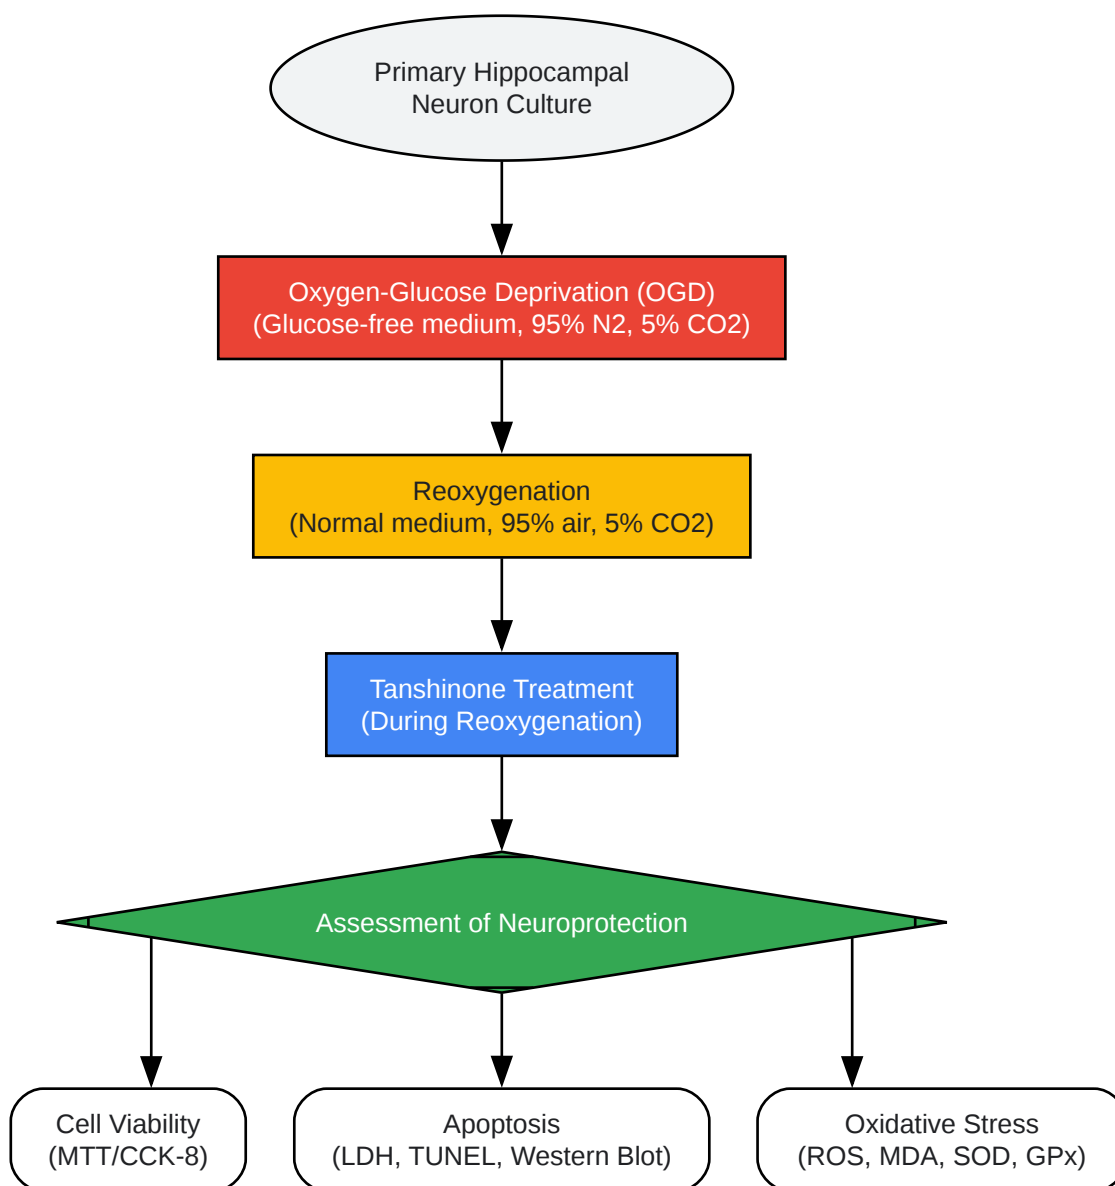 Primary Hippocampal
Neuron Culture
Oxygen-Glucose Deprivation (OGD)
(Glucose-free medium, 95% N2, 5% CO2)
Reoxygenation
(Normal medium, 95% air, 5% CO2)
Tanshinone Treatment
(During Reoxygenation)
Assessment of Neuroprotection
Cell Viability
(MTT/CCK-8)
Apoptosis
(LDH, TUNEL, Western Blot)
Oxidative Stress
(ROS, MDA, SOD, GPx)